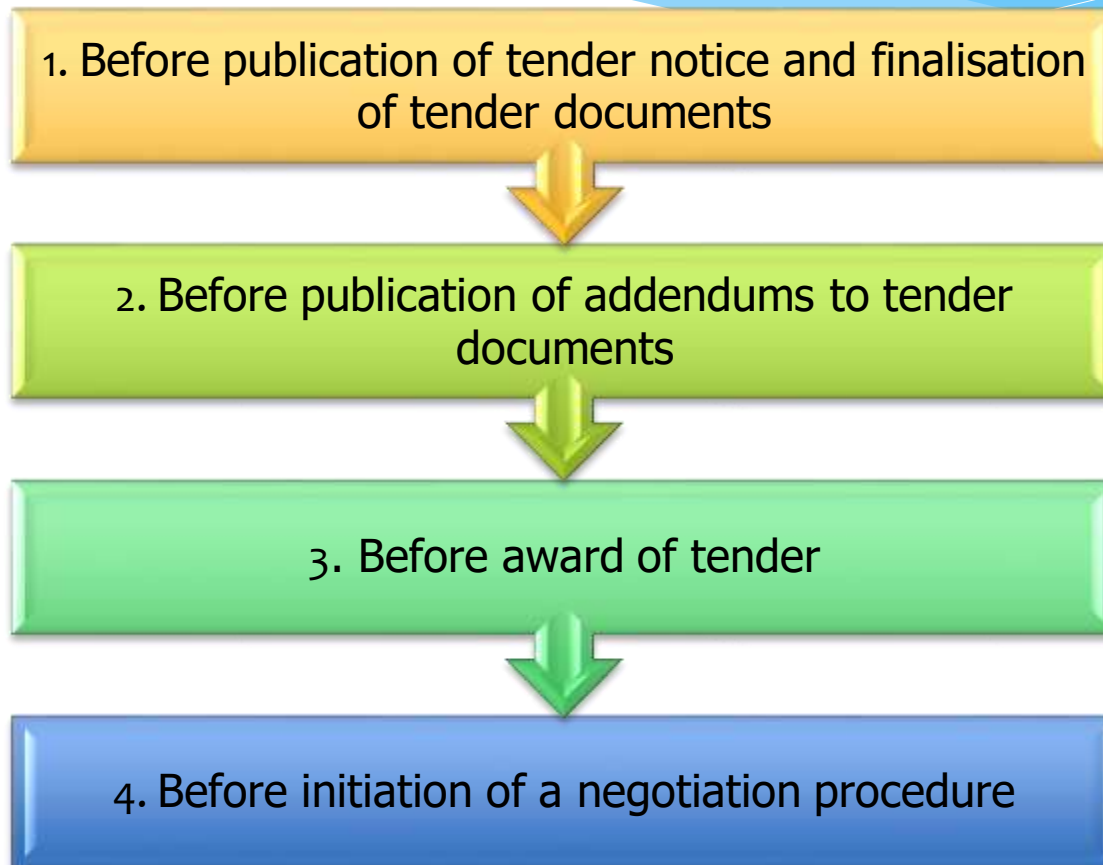 1. Before publication of tender notice and finalisation
of tender documents
2. Before publication of addendums to tender
documents
3. Before award of tender
4. Before initiation of a negotiation procedure